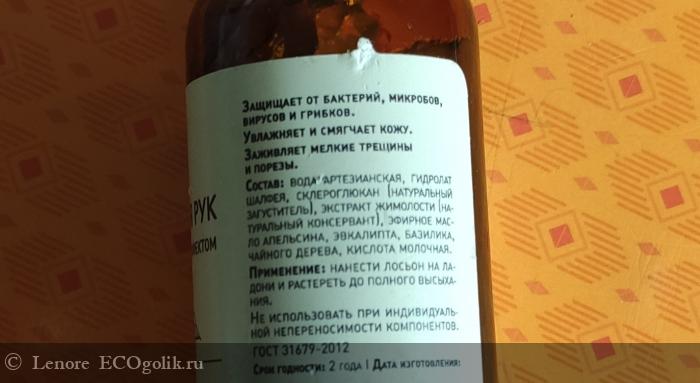 Защищает от бактерий, микробов,
вирусов и грибков.
Увлажняет и смягчает кожу.
Заживляет мелкие трещины
и порезы.
Состав: вода артезианская, гидролат
шалфея, склероглюкан (натуральный
загуститель), экстракт жимолости (на-
туральный консервант), эфирное мас-
ло апельсина, эвкалипта, базилика,
чайного дерева, кислота молочная.
Применение: нанести лосьон на ла-
дони и растереть до полного высыха-
ния.
Не использовать при индивидуаль-
ной непереносимости компонентов.
ГОСТ 31679-2012
Срок годности: 2 года | Дата изготовления:
РУК
© Lenore ECOgolik.ru